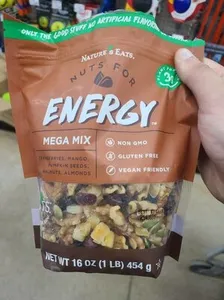 ONLY THE GOOD STUFF NO ARTIFICIAL FLAVORS
NATURE'S EATS.
NUTS FOR
ENERGY
MEGA MIX
CRANBERRIES, MANGO,
PUMPKIN SEEDS,
WALNUTS, ALMONDS
NON GMO
GLUTEN FREE
VEGAN FRIENDLY
NET WT 16 OZ (1 LB) 454 g